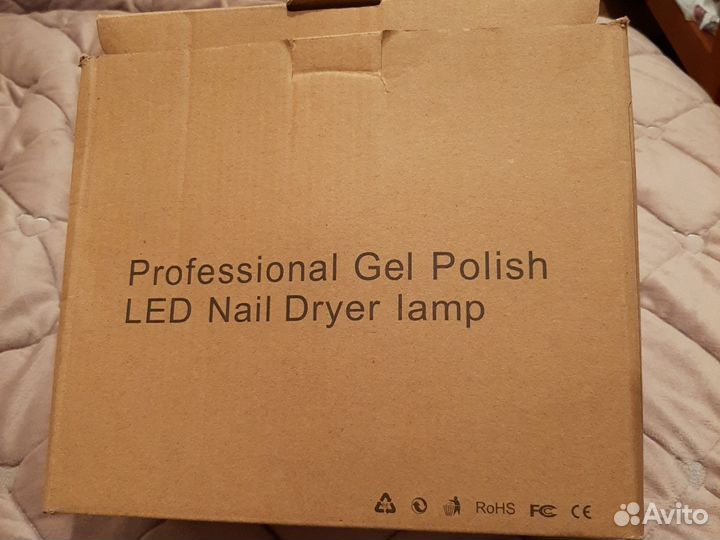 Professional Gel Polish
LED Nail Dryer lamp
RoHS FC CE
Avito